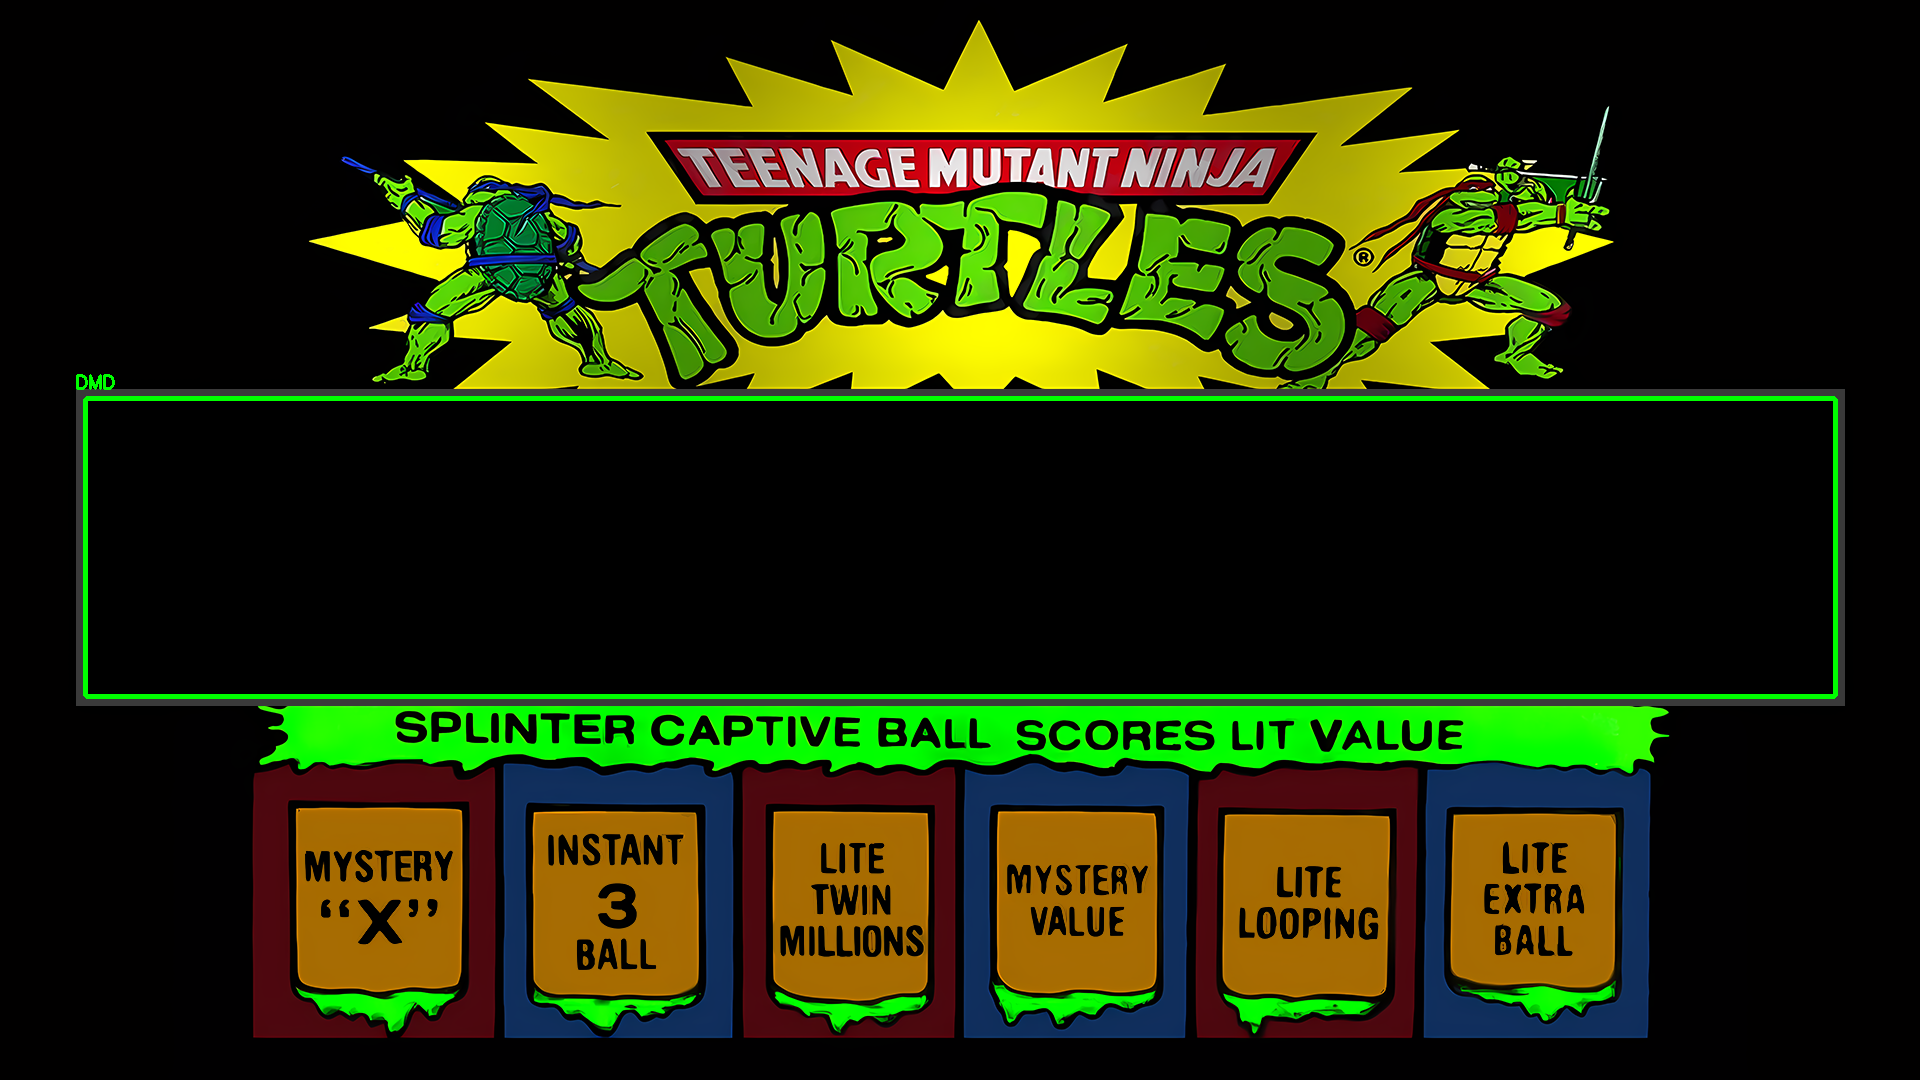 TEENAGE MUTANT NINJA
TURTLES®
DMD
SPLINTER CAPTIVE BALL SCORES LIT VALUE
MYSTERY
“X”
INSTANT
3
BALL
LITE
TWIN
MILLIONS
MYSTERY
VALUE
LITE
LOOPING
LITE
EXTRA
BALL